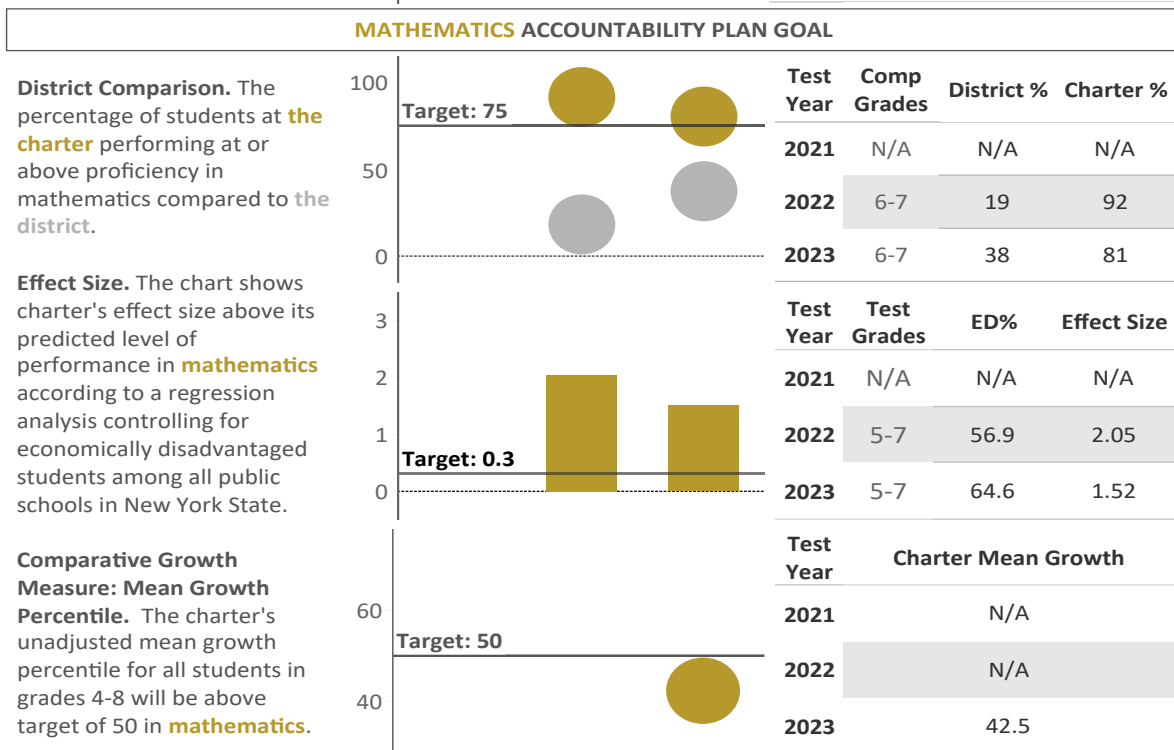 MATHEMATICS ACCOUNTABILITY PLAN GOAL
District Comparison. The
percentage of students at the
charter performing at or
above proficiency in
mathematics compared to the
district.
100
Target: 75
50
0
Test Year Comp Grades District % Charter %
2021 N/A N/A N/A
2022 6-7 19 92
2023 6-7 38 81
Effect Size. The chart shows
charter's effect size above its
predicted level of
performance in mathematics
according to a regression
analysis controlling for
economically disadvantaged
students among all public
schools in New York State.
3
2
1
Target: 0.3
0
Test Year Test Grades ED% Effect Size
2021 N/A N/A N/A
2022 5-7 56.9 2.05
2023 5-7 64.6 1.52
Comparative Growth
Measure: Mean Growth
Percentile. The charter's
unadjusted mean growth
percentile for all students in
grades 4-8 will be above
target of 50 in mathematics.
60
Target: 50
40
Test Year Charter Mean Growth
2021 N/A
2022 N/A
2023 42.5